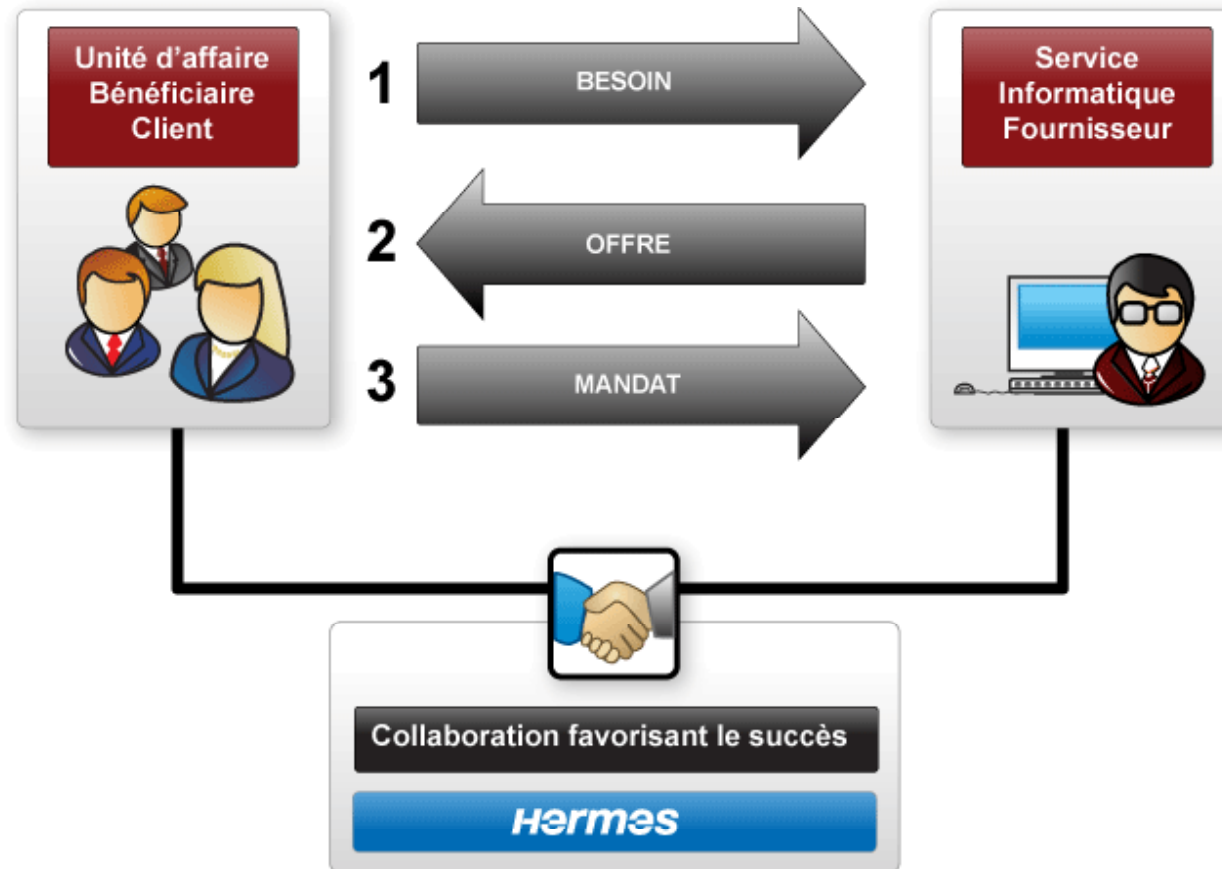 Unité d'affaire
Bénéficiaire
Client
1
BESOIN
2
OFFRE
3
MANDAT
Service
Informatique
Fournisseur
Collaboration favorisant le succès
Hermes